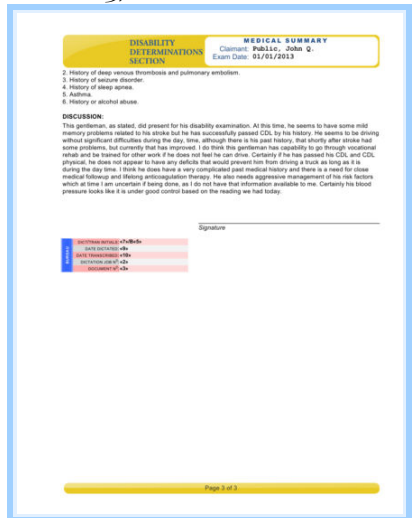 DISABILITY
DETERMINATIONS
SECTION
MEDICAL SUMMARY
Claimant: Public, John Q.
Exam Date: 01/01/2013
2. History of deep venous thrombosis and pulmonary embolism.
3. History of seizure disorder.
4. History of sleep apnea.
5. Asthma.
6. History or alcohol abuse.
DISCUSSION:
This gentleman, as stated, did present for his disability examination. At this time, he seems to have some mild
memory problems related to his stroke but he has successfully passed CDL by his history. He seems to be driving
without significant difficulties during the day, time, although there is his past history, that shortly after stroke had
some problems, but currently that has improved. I do think this gentleman has capability to go through vocational
rehab and be trained for other work if he does not feel he can drive. Certainly if he has passed his CDL and CDL
physical, he does not appear to have any deficits that would prevent him from driving a truck as long as it is
during the day time. I think he does have a very complicated past medical history and there is a need for close
medical followup and lifelong anticoagulation therapy. He also needs aggressive management of his risk factors
which at time I am uncertain if being done, as I do not have that information available to me. Certainly his blood
pressure looks like it is under good control based on the reading we had today.
Signature
DICT/TRAN INITIALS:
DATE DICTATED: «9»
DATE TRANSCRIBED: «10»
DICTATION JOB Nº: «2»
DOCUMENT Nº: «3»
Page 3 of 3